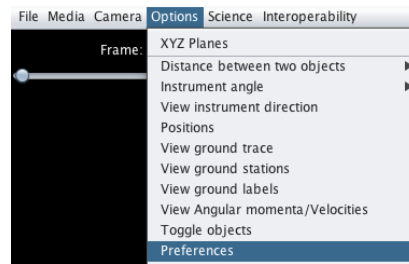 File Media Camera Options Science Interoperability
Frame:
XYZ Planes
Distance between two objects
Instrument angle
View instrument direction
Positions
View ground trace
View ground stations
View ground labels
View Angular momenta/Velocities
Toggle objects
Preferences